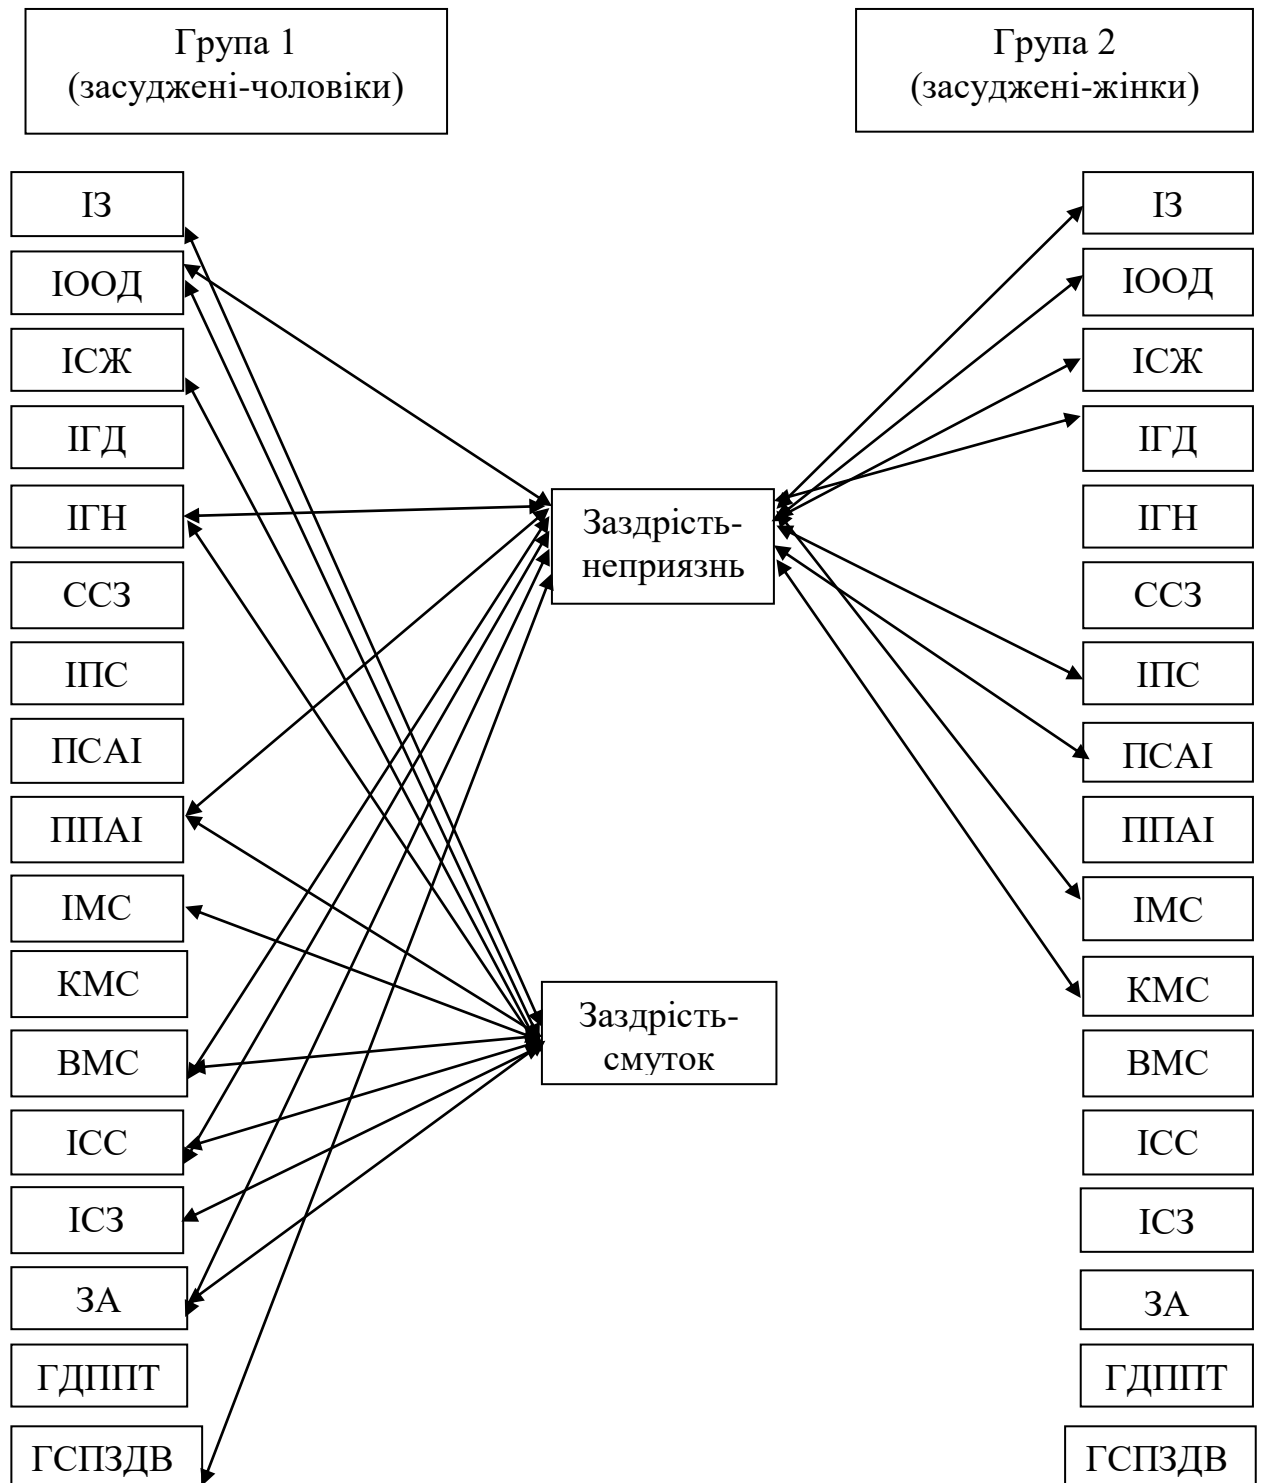 Група 1
(засуджені-чоловіки)
Група 2
(засуджені-жінки)
ІЗ
ІООД
ІСЖ
ІГД
ІГН
ССЗ
ІПС
ПСАІ
ППАІ
ІМС
КМС
ВМС
ІСС
ІСЗ
ЗА
ГДППТ
ГСПЗДВ
Заздрість-
неприязнь
Заздрість-
смуток
ІЗ
ІООД
ІСЖ
ІГД
ІГН
ССЗ
ІПС
ПСАІ
ППАІ
ІМС
КМС
ВМС
ІСС
ІСЗ
ЗА
ГДППТ
ГСПЗДВ